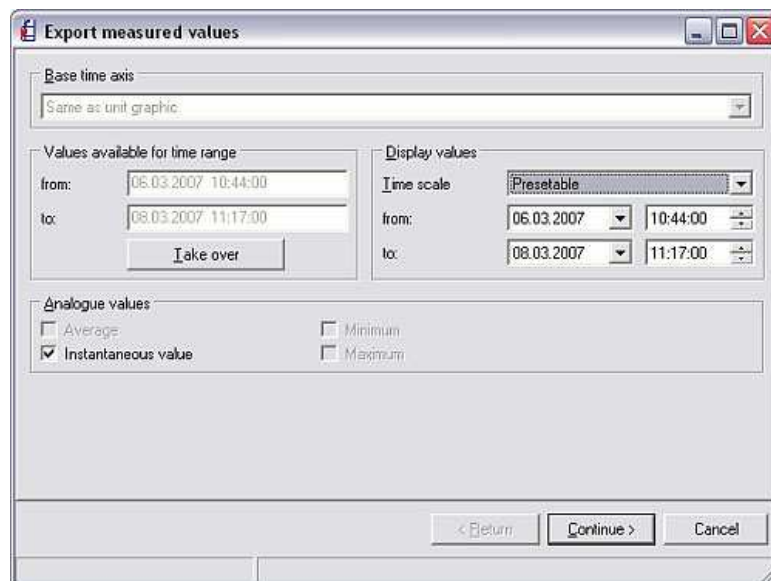 Export measured values
Base time axis
Same as unit graphic
Values available for time range
from: 06.03.2007 10:44:00
to: 08.03.2007 11:17:00
Take over
Display values
Time scale Presetable
from: 06.03.2007 10:44:00
to: 08.03.2007 11:17:00
Analogue values
Average Minimum
Instantaneous value Maximum
< Return Continue > Cancel